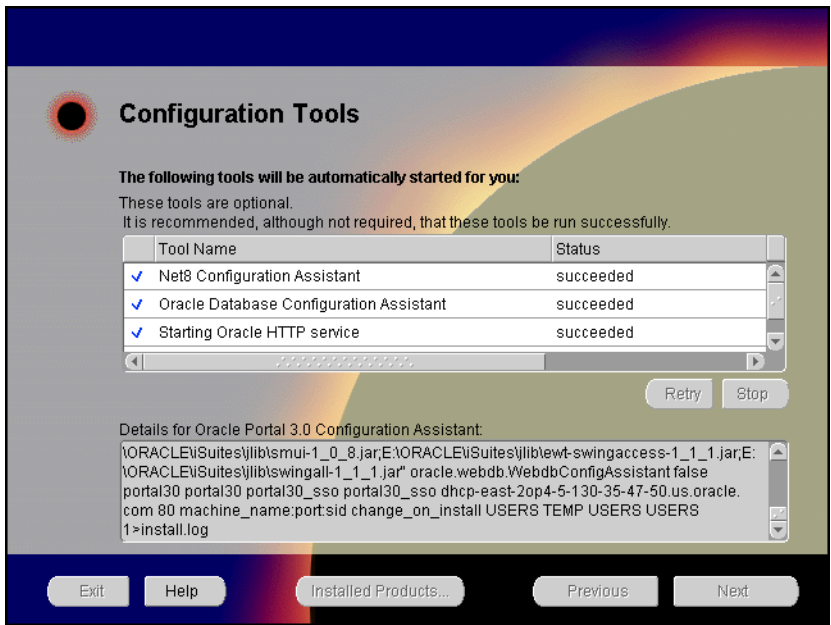 Configuration Tools
The following tools will be automatically started for you:
These tools are optional.
It is recommended, although not required, that these tools be run successfully.
Tool Name Status
Net8 Configuration Assistant succeeded
Oracle Database Configuration Assistant succeeded
Starting Oracle HTTP service succeeded
Retry Stop
Details for Oracle Portal 3.0 Configuration Assistant:
\ORACLE\iSuites\jlib\smui-1_0_8.jar;E:\ORACLE\iSuites\jlib\ewt-swingaccess-1_1_1.jar;E:
\ORACLE\iSuites\jlib\swingall-1_1_1.jar" oracle.webdb.WebdbConfigAssistant false
portal30 portal30 portal30_sso portal30_sso dhcp-east-2op4-5-130-35-47-50.us.oracle.
com 80 machine_name:port:sid change_on_install USERS TEMP USERS USERS
1>install.log
Exit Help Installed Products... Previous Next